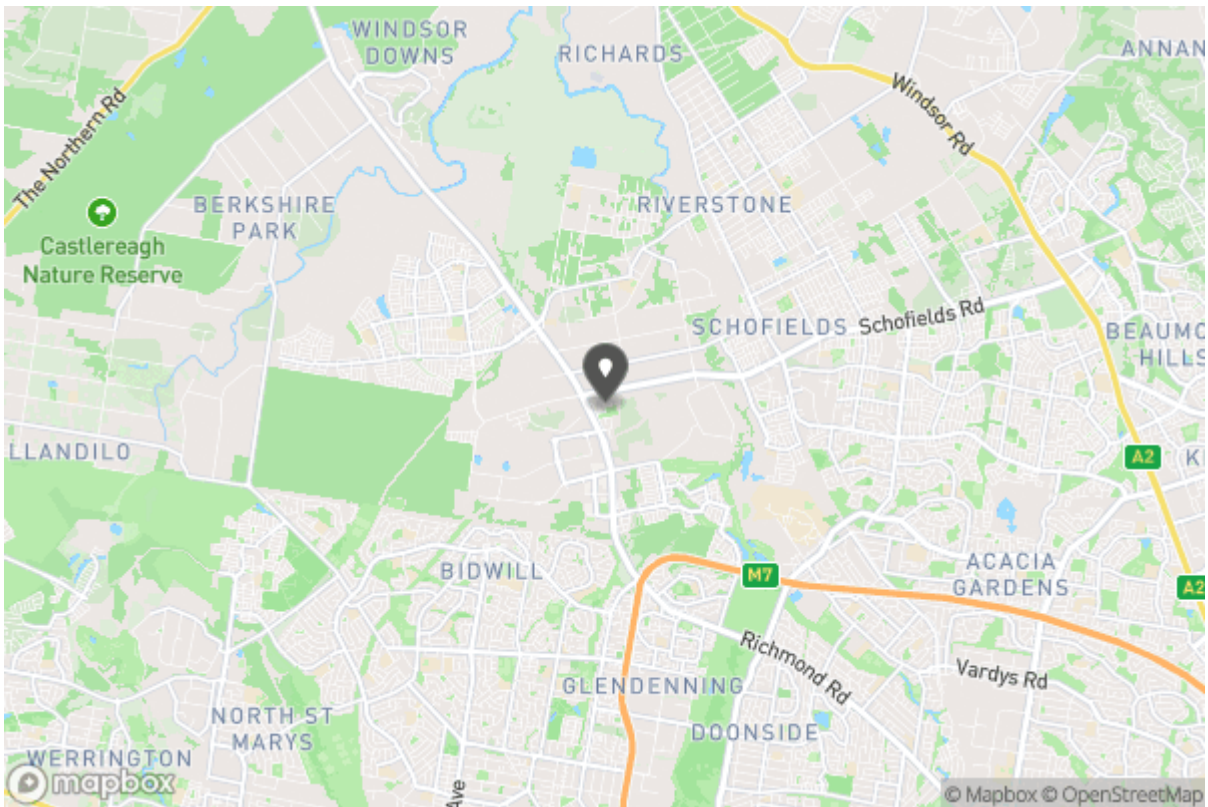 WINDSOR
DOWNS
RICHARDS
ANNAN
The Northern Rd
Windsor Rd
BERKSHIRE
PARK
RIVERSTONE
Castlereagh
Nature Reserve
SCHOFIELDS
Schofields Rd
BEAUMO
HILLS
LLANDILO
A2
K
BIDWILL
M7
ACACIA
GARDENS
A2
Richmond Rd
Vardys Rd
GLENDENNING
NORTH ST
MARYS
DOONSIDE
WERRINGTON
Ave
mapbox
© Mapbox © OpenStreetMap